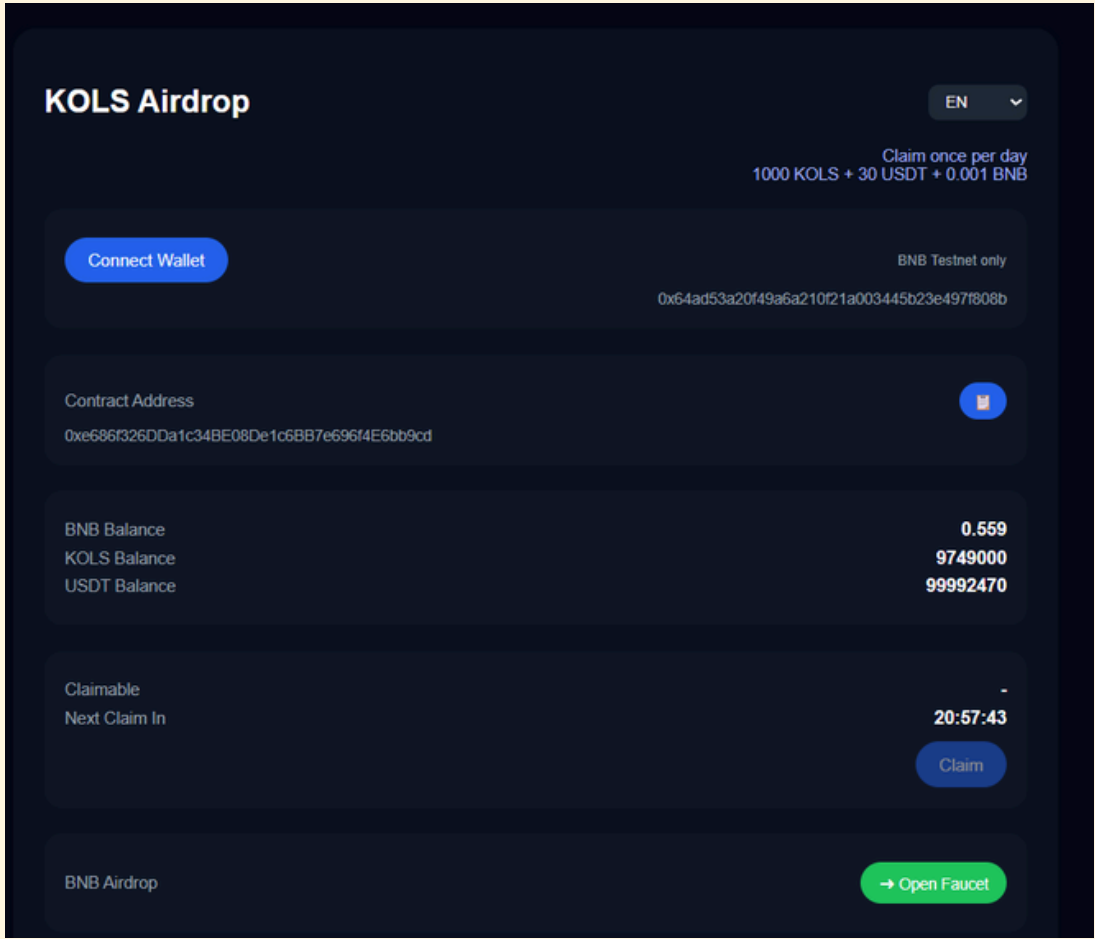 KOLS Airdrop
EN
Claim once per day
1000 KOLS + 30 USDT + 0.001 BNB
Connect Wallet
BNB Testnet only
0x64ad53a20f49a6a210f21a003445b23e497f808b
Contract Address
0xe686f326DDa1c34BE08De1c6BB7e696f4E6bb9cd
BNB Balance 0.559
KOLS Balance 9749000
USDT Balance 99992470
Claimable -
Next Claim In 20:57:43
Claim
BNB Airdrop → Open Faucet